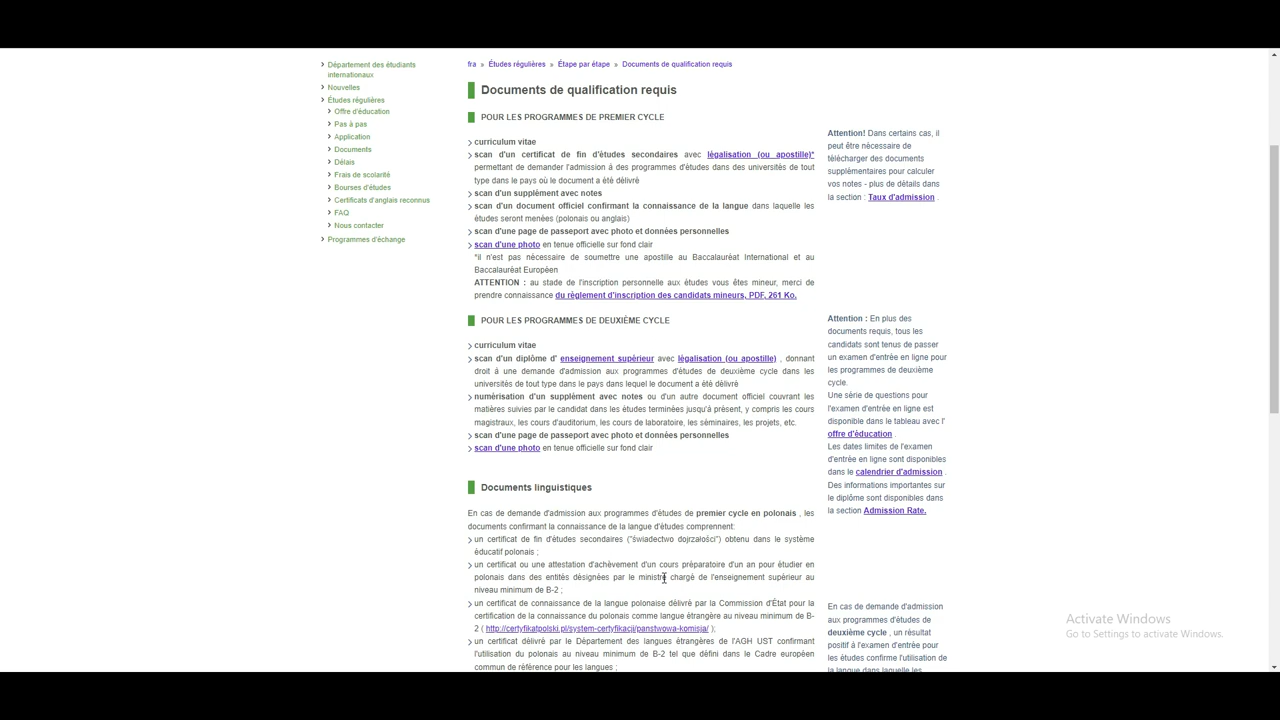 Département des étudiants
internationaux
Nouvelles
Études régulières
Offre d'éducation
Pas à pas
Application
Documents
Délais
Frais de scolarité
Bourses d'études
Certificats d'anglais reconnus
FAQ
Nous contacter
Programmes d'échange
fra » Études régulières » Étape par étape » Documents de qualification requis
Documents de qualification requis
POUR LES PROGRAMMES DE PREMIER CYCLE
curriculum vitae
scan d'un certificat de fin d'études secondaires avec légalisation (ou apostille)*
permettant de demander l'admission à des programmes d'études dans des universités de tout
type dans le pays où le document a été délivré
scan d'un supplément avec notes
scan d'un document officiel confirmant la connaissance de la langue dans laquelle les
études seront menées (polonais ou anglais)
scan d'une page de passeport avec photo et données personnelles
scan d'une photo en tenue officielle sur fond clair
*il n'est pas nécessaire de soumettre une apostille au Baccalauréat International et au
Baccalauréat Européen
ATTENTION : au stade de l'inscription personnelle aux études vous êtes mineur, merci de
prendre connaissance du règlement d'inscription des candidats mineurs, PDF, 261 Ko.
Attention! Dans certains cas, il
peut être nécessaire de
télécharger des documents
supplémentaires pour calculer
vos notes - plus de détails dans
la section : Taux d'admission .
POUR LES PROGRAMMES DE DEUXIÈME CYCLE
curriculum vitae
scan d'un diplôme d' enseignement supérieur avec légalisation (ou apostille) , donnant
droit à une demande d'admission aux programmes d'études de deuxième cycle dans les
universités de tout type dans le pays dans lequel le document a été délivré
numérisation d'un supplément avec notes ou d'un autre document officiel couvrant les
matières suivies par le candidat dans les études terminées jusqu'à présent, y compris les cours
magistraux, les cours d'auditorium, les cours de laboratoire, les séminaires, les projets, etc.
scan d'une page de passeport avec photo et données personnelles
scan d'une photo en tenue officielle sur fond clair
Attention : En plus des
documents requis, tous les
candidats sont tenus de passer
un examen d'entrée en ligne pour
les programmes de deuxième
cycle.
Une série de questions pour
l'examen d'entrée en ligne est
disponible dans le tableau avec l'
offre d'éducation .
Les dates limites de l'examen
d'entrée en ligne sont disponibles
dans le calendrier d'admission .
Des informations importantes sur
le diplôme sont disponibles dans
la section Admission Rate.
Documents linguistiques
En cas de demande d'admission aux programmes d'études de premier cycle en polonais , les
documents confirmant la connaissance de la langue d'études comprennent:
un certificat de fin d'études secondaires ("świadectwo dojrzałości") obtenu dans le système
éducatif polonais ;
un certificat ou une attestation d'achèvement d'un cours préparatoire d'un an pour étudier en
polonais dans des entités désignées par le ministre chargé de l'enseignement supérieur au
niveau minimum de B-2 ;
un certificat de connaissance de la langue polonaise délivré par la Commission d'État pour la
certification de la connaissance du polonais comme langue étrangère au niveau minimum de B-
2 ( http://certyfikatpolski.pl/system-certyfikacji/panstwowa-komisja/ );
un certificat délivré par le Département des langues étrangères de l'AGH UST confirmant
l'utilisation du polonais au niveau minimum de B-2 tel que défini dans le Cadre européen
commun de référence pour les langues ;
En cas de demande d'admission
aux programmes d'études de
deuxième cycle , un résultat
positif à l'examen d'entrée pour
les études confirme l'utilisation de
la langue dans laquelle les
Activate Windows
Go to Settings to activate Windows.